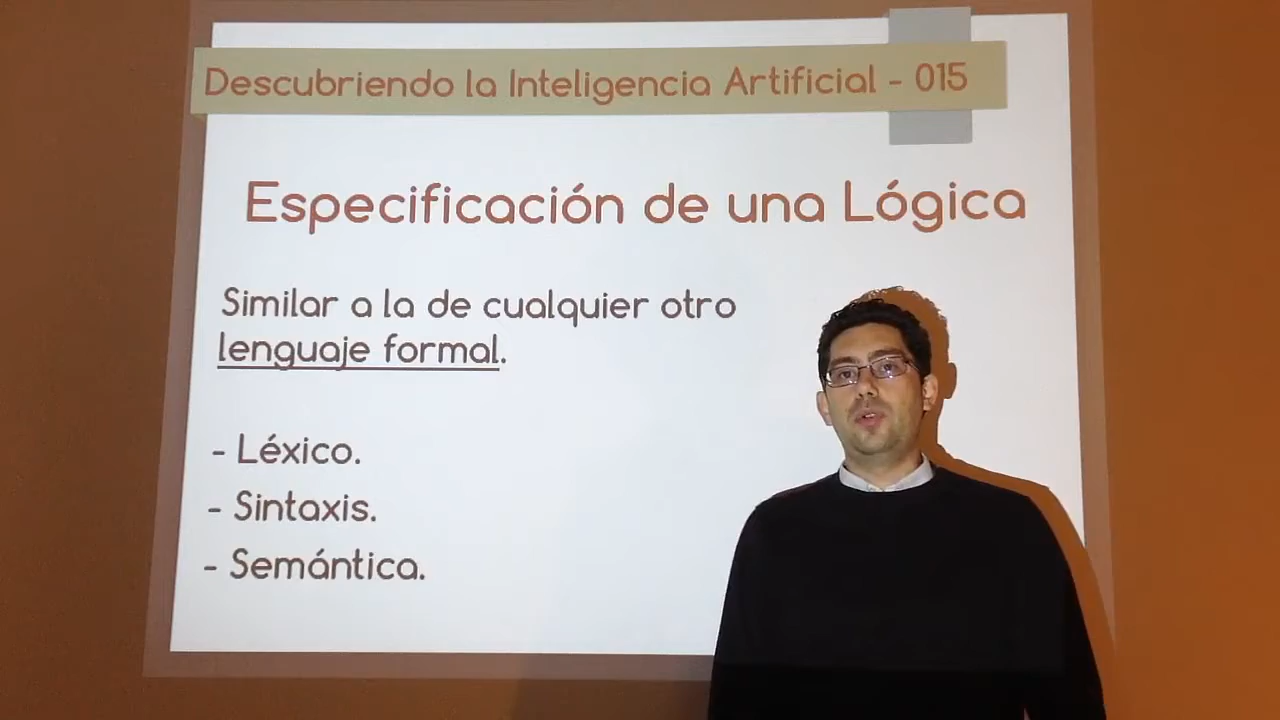 Descubriendo la Inteligencia Artificial - 015
Especificación de una Lógica
Similar a la de cualquier otro
lenguaje formal.
- Léxico.
- Sintaxis.
- Semántica.